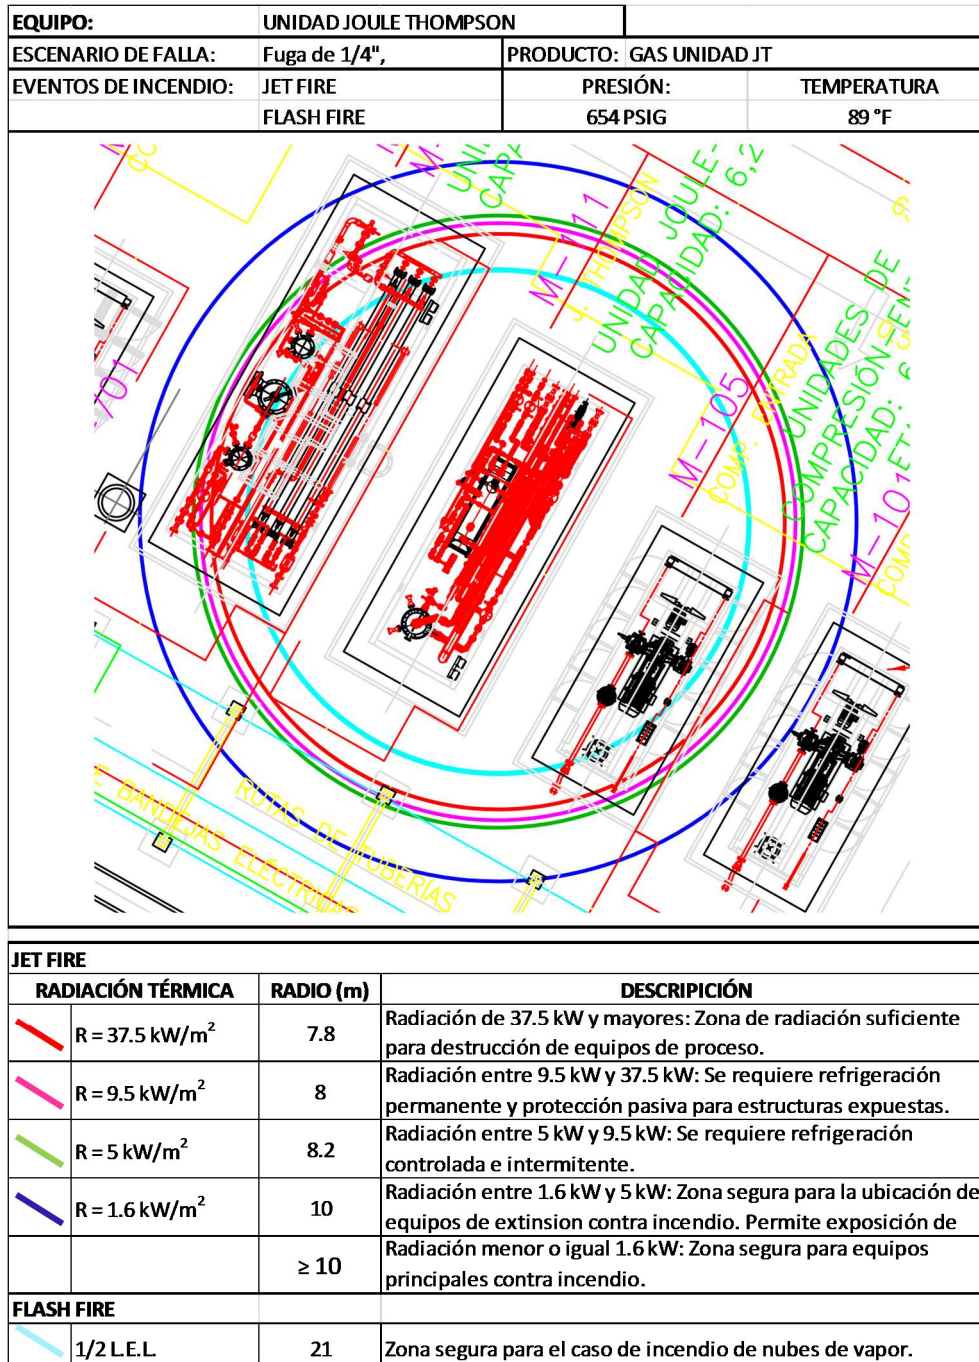 EQUIPO: UNIDAD JOULE THOMPSON
ESCENARIO DE FALLA: Fuga de 1/4", PRODUCTO: GAS UNIDAD JT
EVENTOS DE INCENDIO: JET FIRE PRESIÓN: TEMPERATURA
FLASH FIRE 654 PSIG 89 °F
M-11
THOMPSON
UNIDAD JOULE-
CAPACIDAD: 6,2
M-105
COMP. ENTRADA
UNIDADES DE
COMPRESIÓN
CAPACIDAD: 6
M-101
COMP
701
RUTAS DE TUBERÍAS
E BANDEJAS ELÉCTRICAS
JET FIRE
RADIACIÓN TÉRMICA RADIO (m) DESCRIPICIÓN
R = 37.5 kW/m² 7.8 Radiación de 37.5 kW y mayores: Zona de radiación suficiente
para destrucción de equipos de proceso.
R = 9.5 kW/m² 8 Radiación entre 9.5 kW y 37.5 kW: Se requiere refrigeración
permanente y protección pasiva para estructuras expuestas.
R = 5 kW/m² 8.2 Radiación entre 5 kW y 9.5 kW: Se requiere refrigeración
controlada e intermitente.
R = 1.6 kW/m² 10 Radiación entre 1.6 kW y 5 kW: Zona segura para la ubicación de
equipos de extinsion contra incendio. Permite exposición de
≥ 10 Radiación menor o igual 1.6 kW: Zona segura para equipos
principales contra incendio.
FLASH FIRE
1/2 L.E.L. 21 Zona segura para el caso de incendio de nubes de vapor.